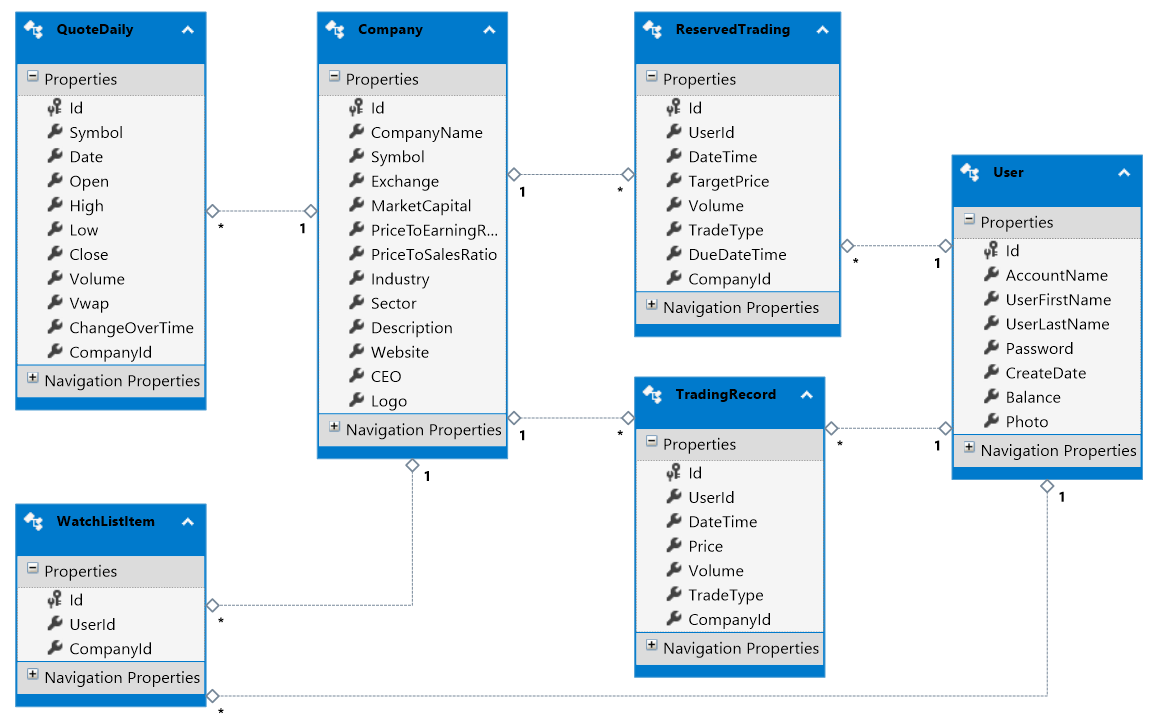 QuoteDaily
Properties
Id
Symbol
Date
Open
High
Low
Close
Volume
Vwap
ChangeOverTime
CompanyId
Navigation Properties
*
1
Company
Properties
Id
CompanyName
Symbol
Exchange
MarketCapital
PriceToEarningR...
PriceToSalesRatio
Industry
Sector
Description
Website
CEO
Logo
Navigation Properties
1
*
1
*
1
ReservedTrading
Properties
Id
UserId
DateTime
TargetPrice
Volume
TradeType
DueDateTime
CompanyId
Navigation Properties
*
1
User
Properties
Id
AccountName
UserFirstName
UserLastName
Password
CreateDate
Balance
Photo
Navigation Properties
1
TradingRecord
Properties
Id
UserId
DateTime
Price
Volume
TradeType
CompanyId
Navigation Properties
*
1
WatchListItem
Properties
Id
UserId
CompanyId
Navigation Properties
*
*